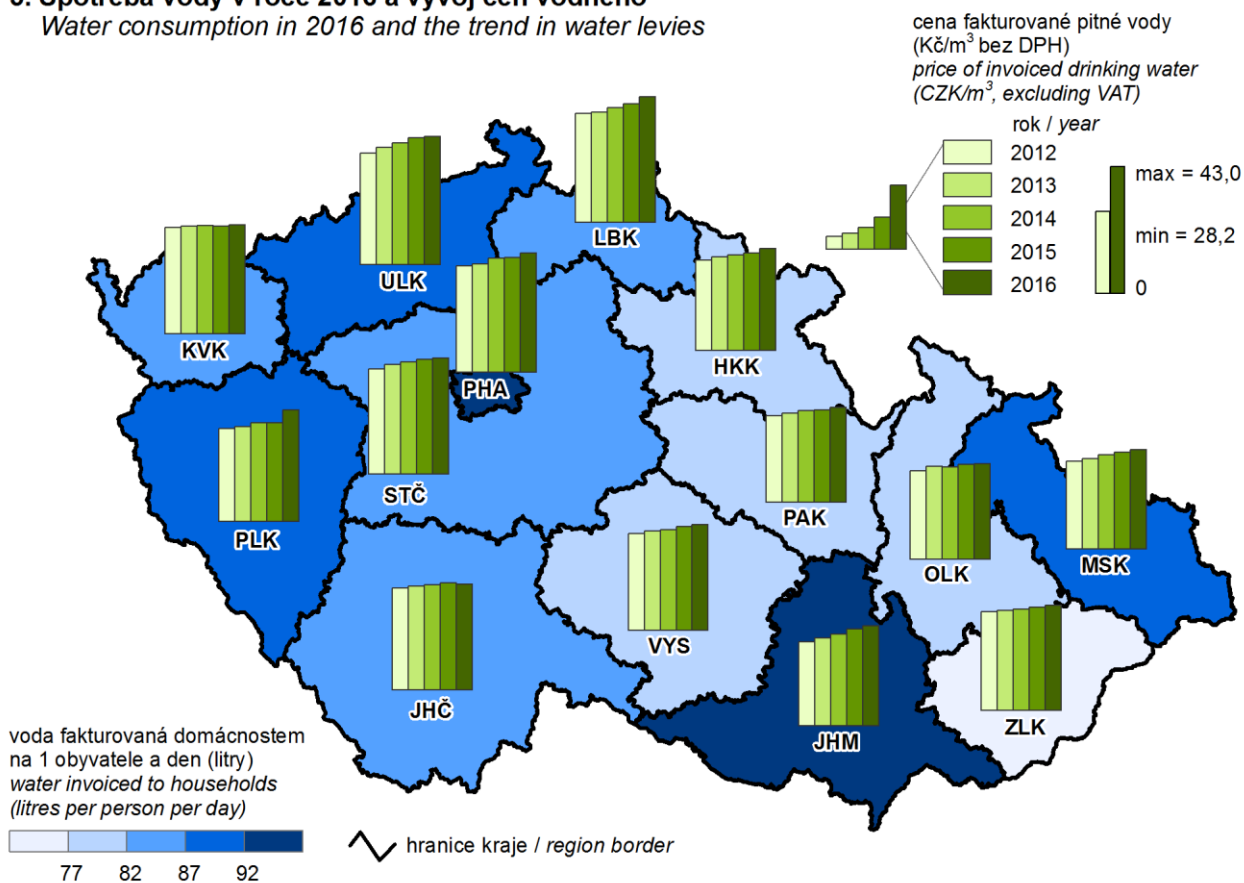 Water consumption in 2016 and the trend in water levies
cena fakturované pitné vody
(Kč/m³ bez DPH)
price of invoiced drinking water
(CZK/m³, excluding VAT)
rok / year
2012
2013
2014
2015
2016
max = 43,0
min = 28,2
0
LBK
ULK
KVK
HKK
PHA
STČ
PAK
PLK
OLK
MSK
VYS
JHČ
JHM
ZLK
voda fakturovaná domácnostem
na 1 obyvatele a den (litry)
water invoiced to households
(litres per person per day)
77 82 87 92
hranice kraje / region border